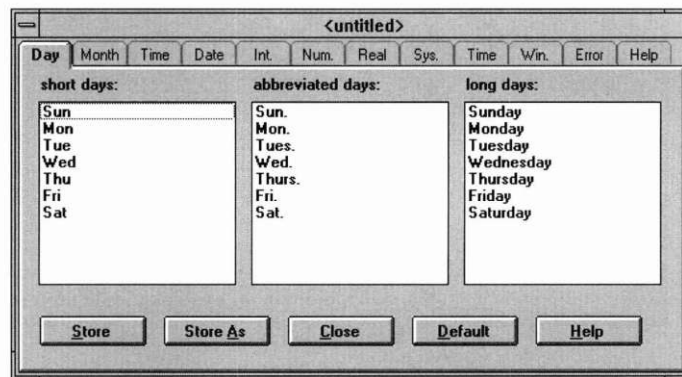 <untitled>
Day Month Time Date Int. Num. Real Sys. Time Win. Error Help
short days: abbreviated days: long days:
Sun Sun. Sunday
Mon Mon. Monday
Tue Tues. Tuesday
Wed Wed. Wednesday
Thu Thurs. Thursday
Fri Fri. Friday
Sat Sat. Saturday
Store Store As Close Default Help